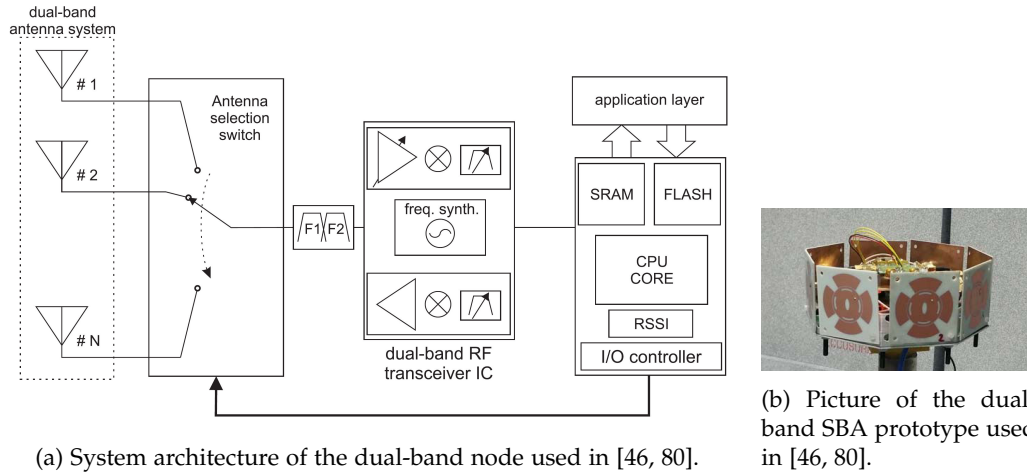 dual-band
antenna system
# 1
# 2
# N
Antenna
selection
switch
F1 F2
freq. synth.
dual-band RF
transceiver IC
application layer
SRAM
FLASH
CPU
CORE
RSSI
I/O controller
2
(a) System architecture of the dual-band node used in [46, 80].
(b) Picture of the dual-
band SBA prototype used
in [46, 80].